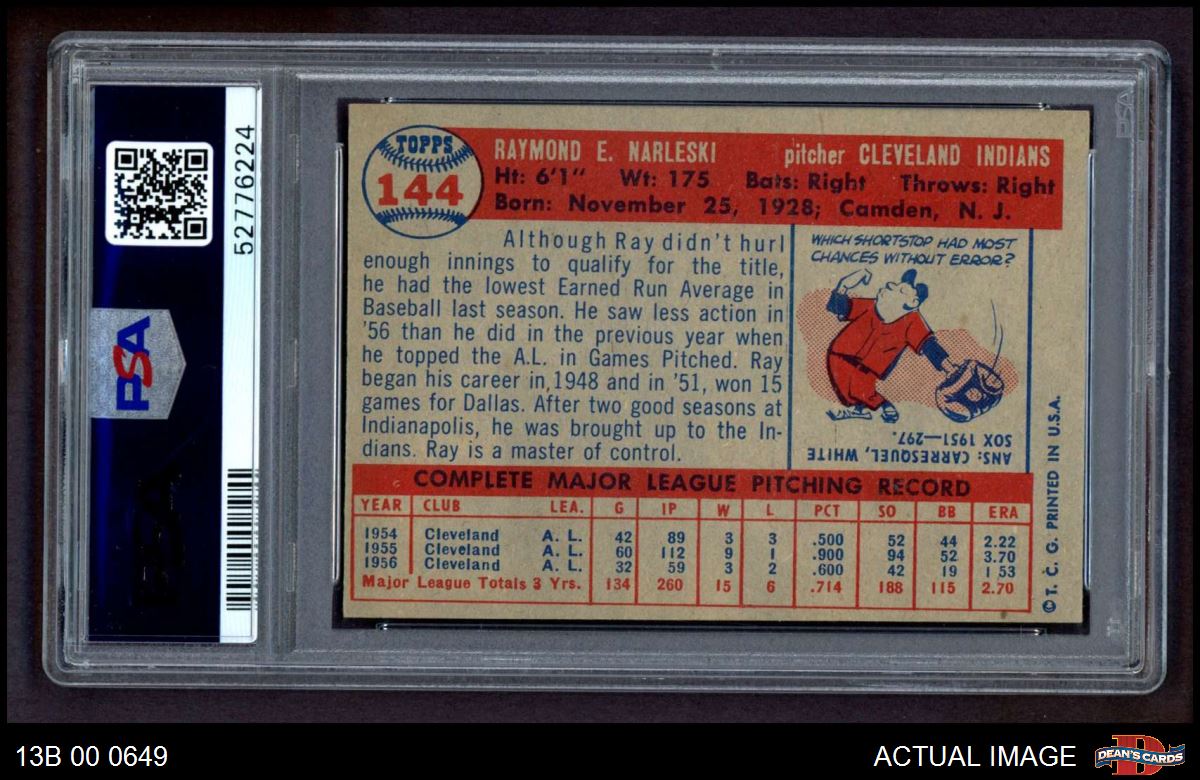 TOPPS
144
RAYMOND E. NARLESKI pitcher CLEVELAND INDIANS
Ht: 6'1" Wt: 175 Bats: Right Throws: Right
Born: November 25, 1928; Camden, N. J.
Although Ray didn't hurl
enough innings to qualify for the title,
he had the lowest Earned Run Average in
Baseball last season. He saw less action in
'56 than he did in the previous year when
he topped the A.L. in Games Pitched. Ray
began his career in 1948 and in '51, won 15
games for Dallas. After two good seasons at
Indianapolis, he was brought up to the In-
dians. Ray is a master of control.
WHICH SHORTSTOP HAD MOST
CHANCES WITHOUT ERROR?
ANS: CARRESQUEL, WHITE
SOX 1951—297.
COMPLETE MAJOR LEAGUE PITCHING RECORD
YEAR CLUB LEA. G IP W L PCT SO BB ERA
1954 Cleveland A. L. 42 89 3 3 .500 52 44 2.22
1955 Cleveland A. L. 60 112 9 1 .900 94 52 3.70
1956 Cleveland A. L. 32 59 3 2 .600 42 19 1 53
Major League Totals 3 Yrs. 134 260 15 6 .714 188 115 2.70
© T. C. G. PRINTED IN U.S.A.
52776224
PSA
PSA
PSA
13B 00 0649
ACTUAL IMAGE
DEAN'S CARDS